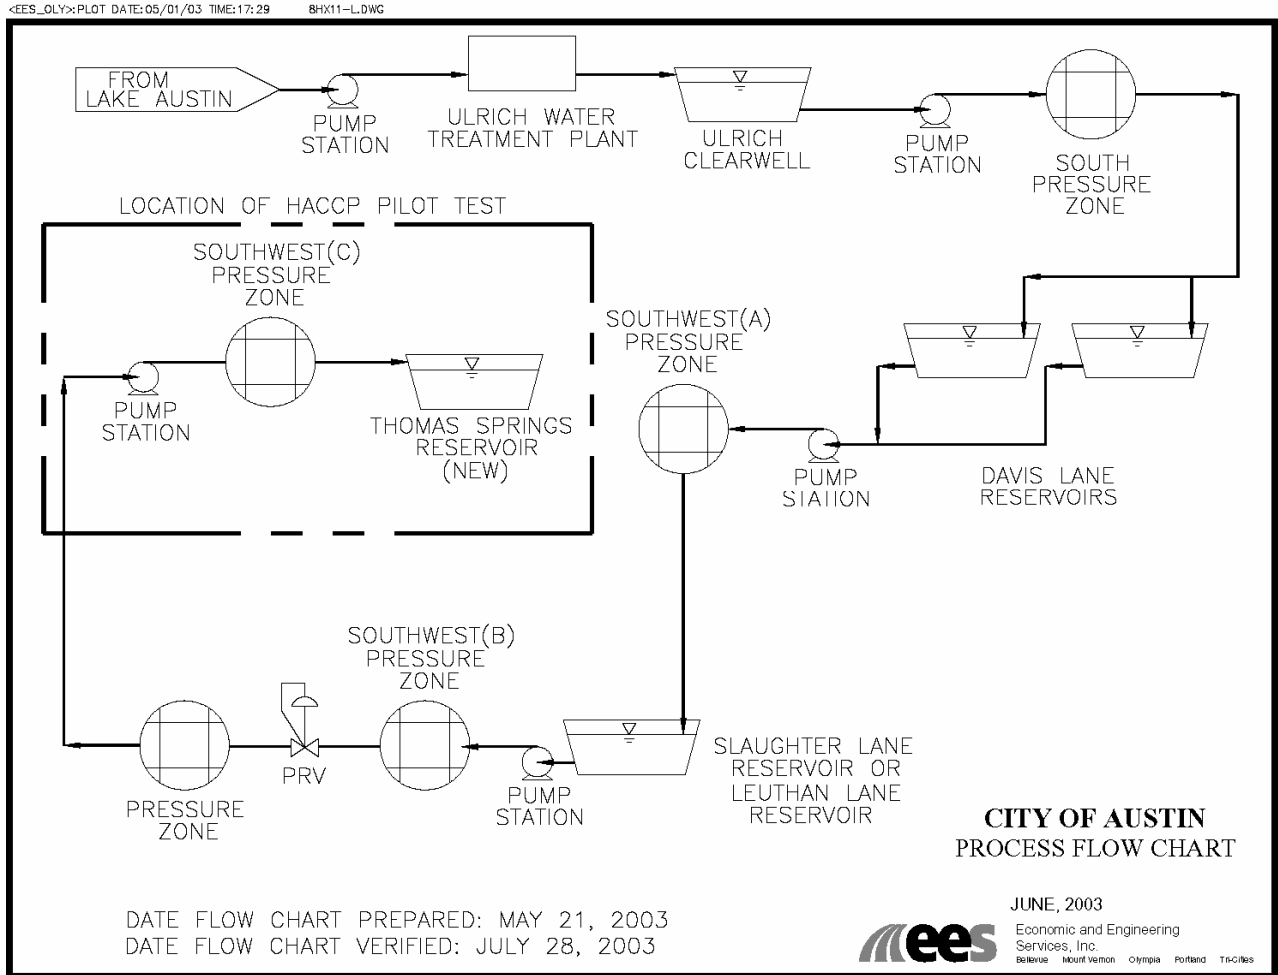 <EES_OLY>:PLOT DATE:05/01/03 TIME:17:29 8HX11-L.DWG
FROM
LAKE AUSTIN
PUMP
STATION
ULRICH WATER
TREATMENT PLANT
ULRICH
CLEARWELL
PUMP
STATION
SOUTH
PRESSURE
ZONE
LOCATION OF HACCP PILOT TEST
SOUTHWEST(C)
PRESSURE
ZONE
PUMP
STATION
THOMAS SPRINGS
RESERVOIR
(NEW)
SOUTHWEST(A)
PRESSURE
ZONE
PUMP
STATION
DAVIS LANE
RESERVOIRS
SOUTHWEST(B)
PRESSURE
ZONE
PRV
PRESSURE
ZONE
PUMP
STATION
SLAUGHTER LANE
RESERVOIR OR
LEUTHAN LANE
RESERVOIR
CITY OF AUSTIN
PROCESS FLOW CHART
DATE FLOW CHART PREPARED: MAY 21, 2003
DATE FLOW CHART VERIFIED: JULY 28, 2003
JUNE, 2003
ees
Economic and Engineering
Services, Inc.
Bellevue Mount Vernon Olympia Portland Tri-Cities